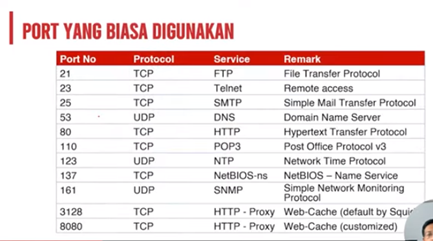 PORT YANG BIASA DIGUNAKAN
Port No Protocol Service Remark
21 TCP FTP File Transfer Protocol
23 TCP Telnet Remote access
25 TCP SMTP Simple Mail Transfer Protocol
53 UDP DNS Domain Name Server
80 TCP HTTP Hypertext Transfer Protocol
110 TCP POP3 Post Office Protocol v3
123 UDP NTP Network Time Protocol
137 TCP NetBIOS-ns NetBIOS – Name Service
161 UDP SNMP Simple Network Monitoring
Protocol
3128 TCP HTTP - Proxy Web-Cache (default by
8080 TCP HTTP - Proxy Web-Cache (customized)